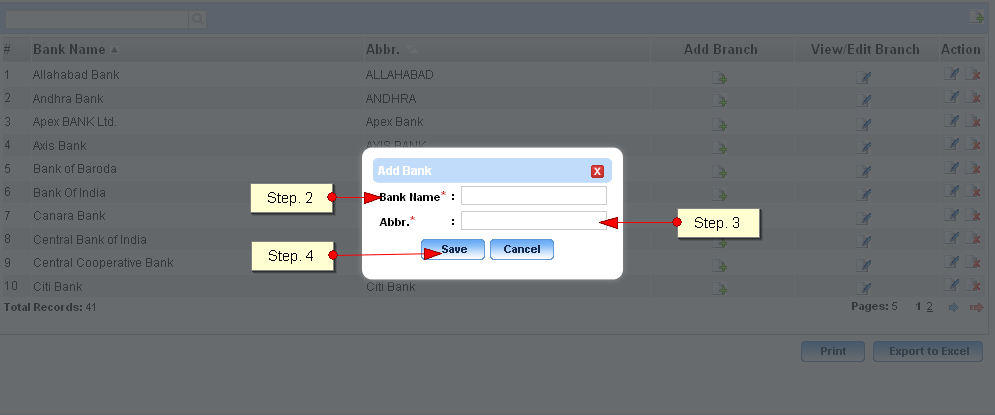 # Bank Name Abbr. Add Branch View/Edit Branch Action
1 Allahabad Bank ALLAHABAD
2 Andhra Bank ANDHRA
3 Apex BANK Ltd. Apex Bank
4 Axis Bank AXIS BANK
5 Bank of Baroda
6 Bank Of India
7 Canara Bank
8 Central Bank of India
9 Central Cooperative Bank
10 Citi Bank Citi Bank
Add Bank X
Step. 2 Bank Name* :
Abbr.* : Step. 3
Step. 4 Save Cancel
Total Records: 41 Pages: 5 1 2
Print Export to Excel